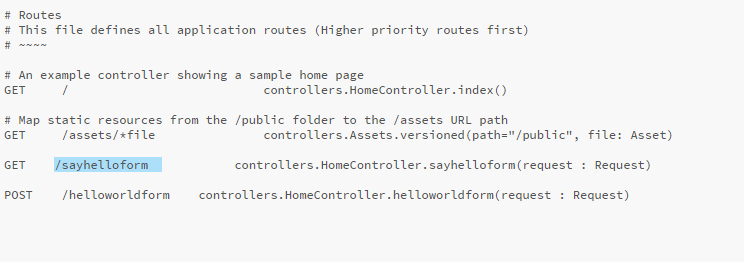 # Routes
# This file defines all application routes (Higher priority routes first)
# ~~~~
# An example controller showing a sample home page
GET     /                           controllers.HomeController.index()
# Map static resources from the /public folder to the /assets URL path
GET     /assets/*file               controllers.Assets.versioned(path="/public", file: Asset)
GET    /sayhelloform            controllers.HomeController.sayhelloform(request : Request)
POST    /helloworldform    controllers.HomeController.helloworldform(request : Request)